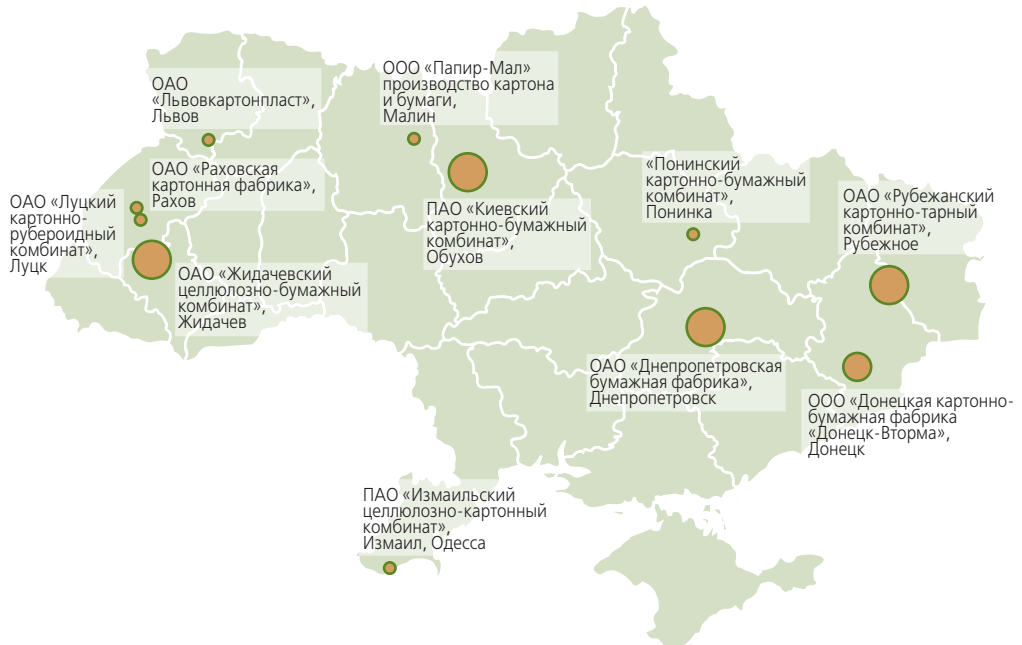 ОАО
«Львовкартонпласт»,
Львов
ООО «Папир-Мал»
производство картона
и бумаги,
Малин
ОАО «Раховская
картонная фабрика»,
Рахов
«Понинский
картонно-бумажный
комбинат»,
Понинка
ОАО «Луцкий
картонно-
рубероидный
комбинат»,
Луцк
ПАО «Киевский
картонно-бумажный
комбинат»,
Обухов
ОАО «Рубежанский
картонно-тарный
комбинат»,
Рубежное
ОАО «Жидачевский
целлюлозно-бумажный
комбинат»,
Жидачев
ОАО «Днепропетровская
бумажная фабрика»,
Днепропетровск
ООО «Донецкая картонно-
бумажная фабрика
«Донецк-Вторма»,
Донецк
ПАО «Измаильский
целлюлозно-картонный
комбинат»,
Измаил, Одесса